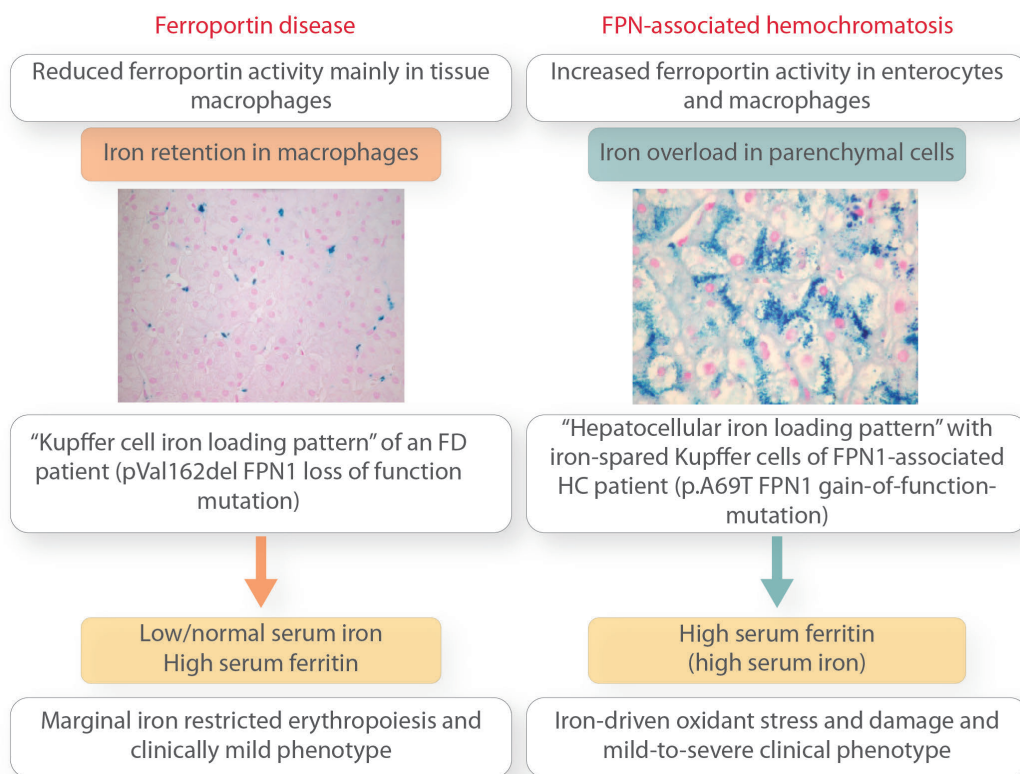 Ferroportin disease
Reduced ferroportin activity mainly in tissue
macrophages
Iron retention in macrophages
“Kupffer cell iron loading pattern” of an FD
patient (pVal162del FPN1 loss of function
mutation)
Low/normal serum iron
High serum ferritin
Marginal iron restricted erythropoiesis and
clinically mild phenotype
FPN-associated hemochromatosis
Increased ferroportin activity in enterocytes
and macrophages
Iron overload in parenchymal cells
“Hepatocellular iron loading pattern” with
iron-spared Kupffer cells of FPN1-associated
HC patient (p.A69T FPN1 gain-of-function-
mutation)
High serum ferritin
(high serum iron)
Iron-driven oxidant stress and damage and
mild-to-severe clinical phenotype